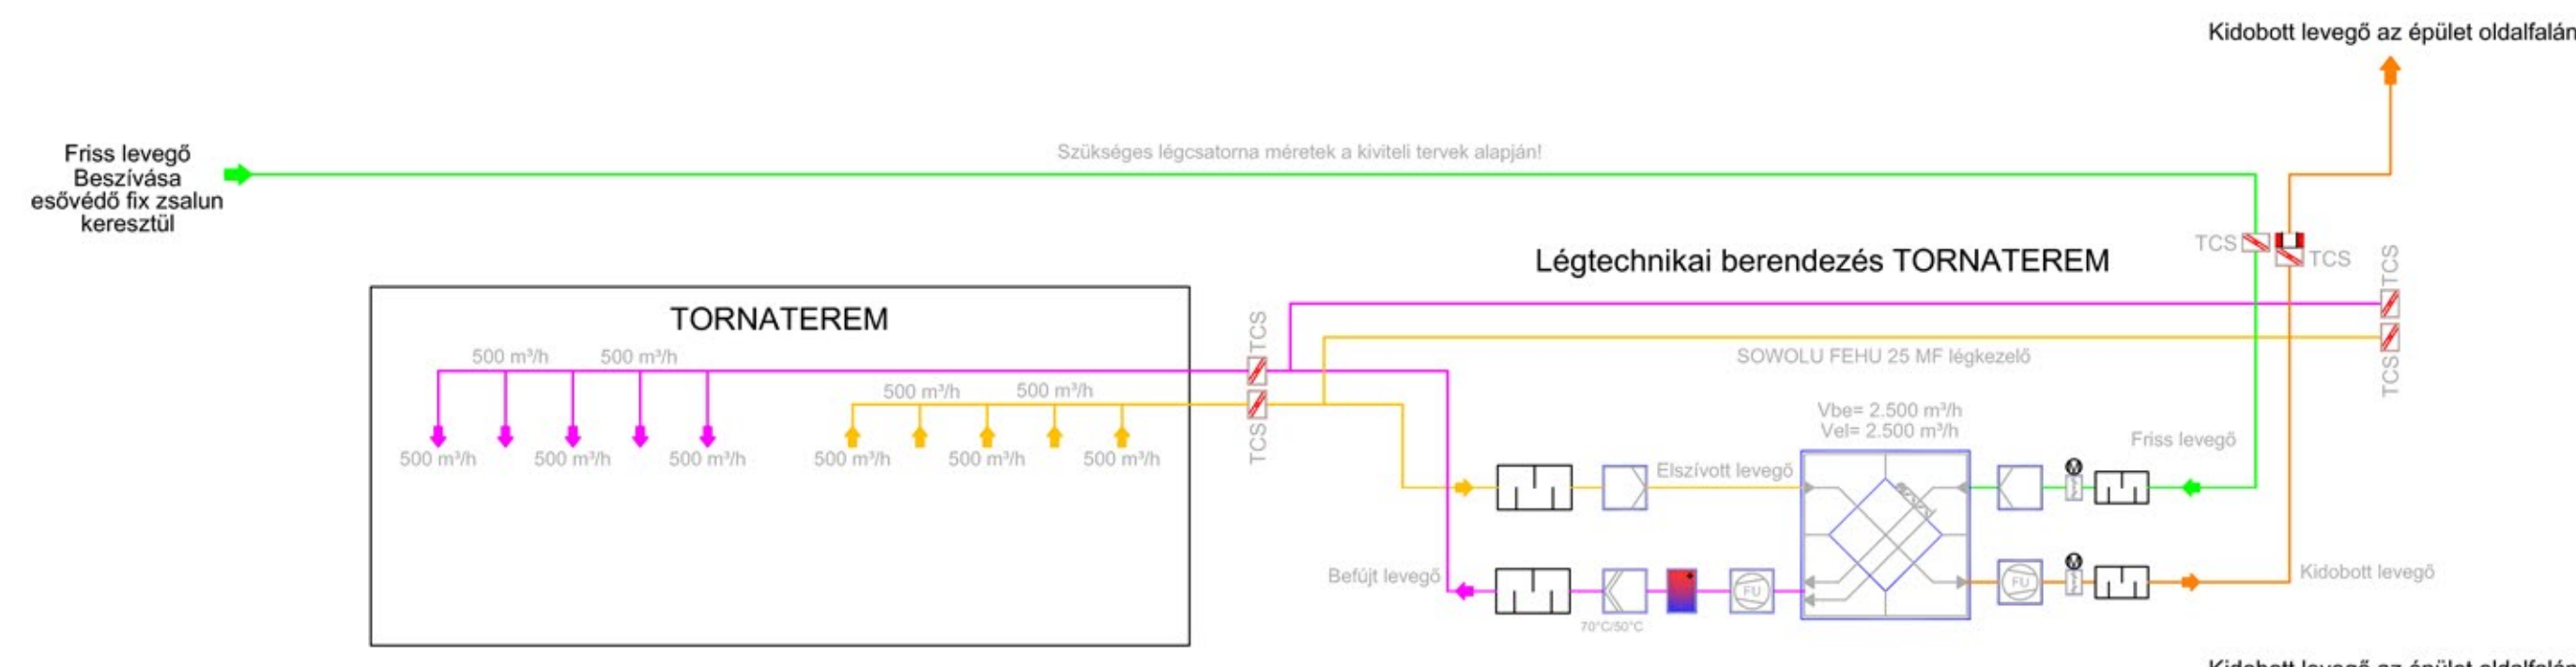 Kidobott levegő az épület oldalfalán
Friss levegő
Beszívása
esővédő fix zsalun
keresztül
Szükséges légcsatorna méretek a kiviteli tervek alapján!
TCS
TCS
TCS
Légtechnikai berendezés TORNATEREM
TORNATEREM
TCS
500 m³/h
500 m³/h
SOWOLU FEHU 25 MF légkezelő
TCS
500 m³/h
500 m³/h
Vbe= 2.500 m³/h
Vel= 2.500 m³/h
TCS
Friss levegő
500 m³/h
500 m³/h
500 m³/h
500 m³/h
500 m³/h
500 m³/h
Elszívott levegő
M
M
Befújt levegő
FU
FU
Kidobott levegő
70°C/50°C